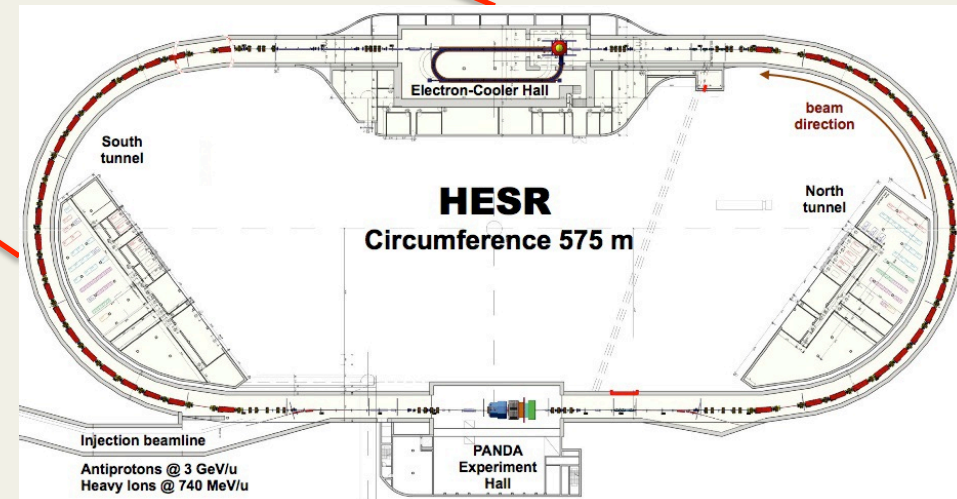 Electron-Cooler Hall
beam
direction
South
tunnel
HESR
Circumference 575 m
North
tunnel
Injection beamline
Antiprotons @ 3 GeV/u
Heavy Ions @ 740 MeV/u
PANDA
Experiment
Hall